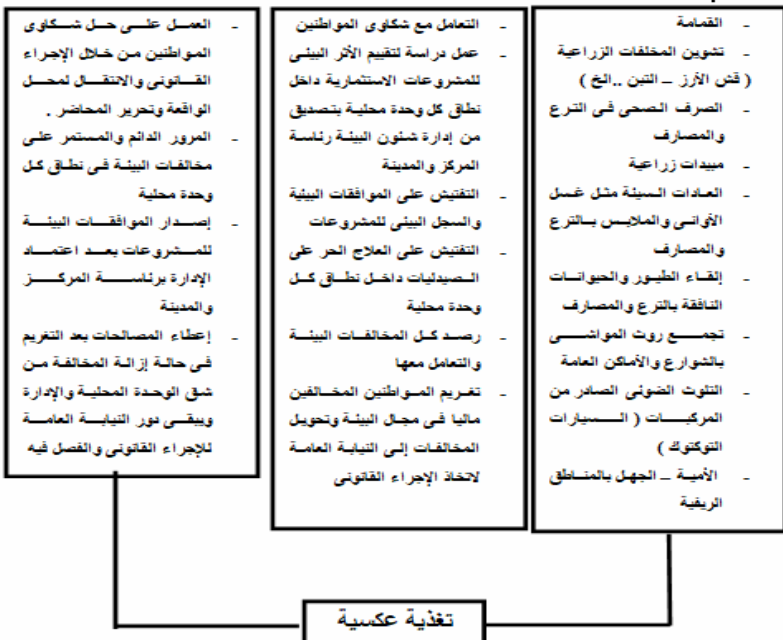 - القمامة
- تشوين المخلفات الزراعية
( قش الأرز – التبن ..الخ )
- الصرف الصحى فى الترع
والمصارف
- مبيدات زراعية
- العادات السيئة مثل غسل
الأوانى والملابس بالترع
والمصارف
- إلقاء الطيور والحيوانات
النافقة بالترع والمصارف
- تجمع روث المواشى
بالشوارع والأماكن العامة
- التلوث الضوئى الصادر من
المركبات ( السيارات
التوكتوك )
- الأمية – الجهل بالمناطق
الريفية
- التعامل مع شكاوى المواطنين
- عمل دراسة لتقييم الأثر البيئى
للمشروعات الاستثمارية داخل
نطاق كل وحدة محلية بتصديق
من إدارة شئون البيئة رئاسة
المركز والمدينة
- التفتيش على الموافقات البيئية
والسجل البيئى للمشروعات
- التفتيش على العلاج الحر على
الصيدليات داخل نطاق كل
وحدة محلية
- رصد كل المخالفات البيئة
والتعامل معها
- تغريم المواطنين المخالفين
ماليا فى مجال البيئة وتحويل
المخالفات إلى النيابة العامة
لاتخاذ الإجراء القانونى
- العمل على حل شكاوى
المواطنين من خلال الإجراء
القانونى والانتقال لمحل
الواقعة وتحرير المحاضر .
- المرور الدائم والمستمر على
مخالفات البيئة فى نطاق كل
وحدة محلية
- إصدار الموافقات البيئة
للمشروعات بعد اعتماد
الإدارة برئاسة المركز
والمدينة
- إعطاء المصالحات بعد التغريم
فى حالة إزالة المخالفة من
شق الوحدة المحلية والإدارة
ويبقى دور النيابة العامة
للإجراء القانونى والفصل فيه
تغذية عكسية